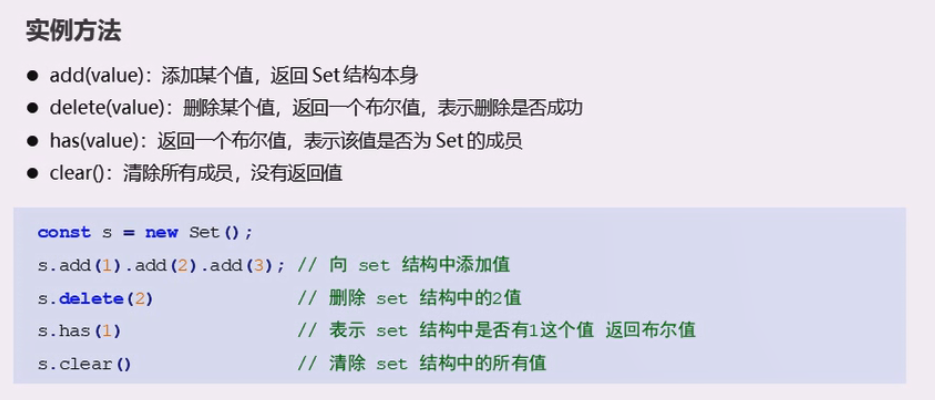 实例方法
● add(value)：添加某个值，返回 Set 结构本身
● delete(value)：删除某个值，返回一个布尔值，表示删除是否成功
● has(value)：返回一个布尔值，表示该值是否为 Set 的成员
● clear()：清除所有成员，没有返回值
const s = new Set();
s.add(1).add(2).add(3); // 向 set 结构中添加值
s.delete(2) // 删除 set 结构中的2值
s.has(1) // 表示 set 结构中是否有1这个值 返回布尔值
s.clear() // 清除 set 结构中的所有值